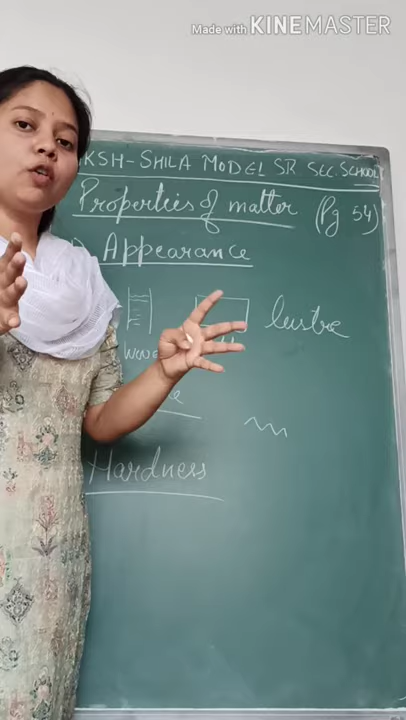 Made with KINEMASTER
KSH-SHILA MODEL SR SEC. SCHOOL
Properties of matter (Pg 54)
Appearance
lustre
Hardness